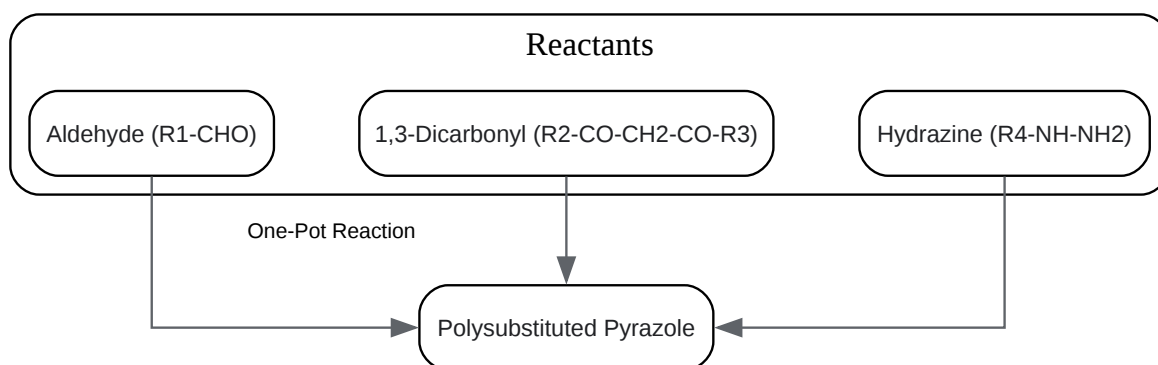 Reactants
Aldehyde (R1-CHO)
1,3-Dicarbonyl (R2-CO-CH2-CO-R3)
Hydrazine (R4-NH-NH2)
One-Pot Reaction
Polysubstituted Pyrazole